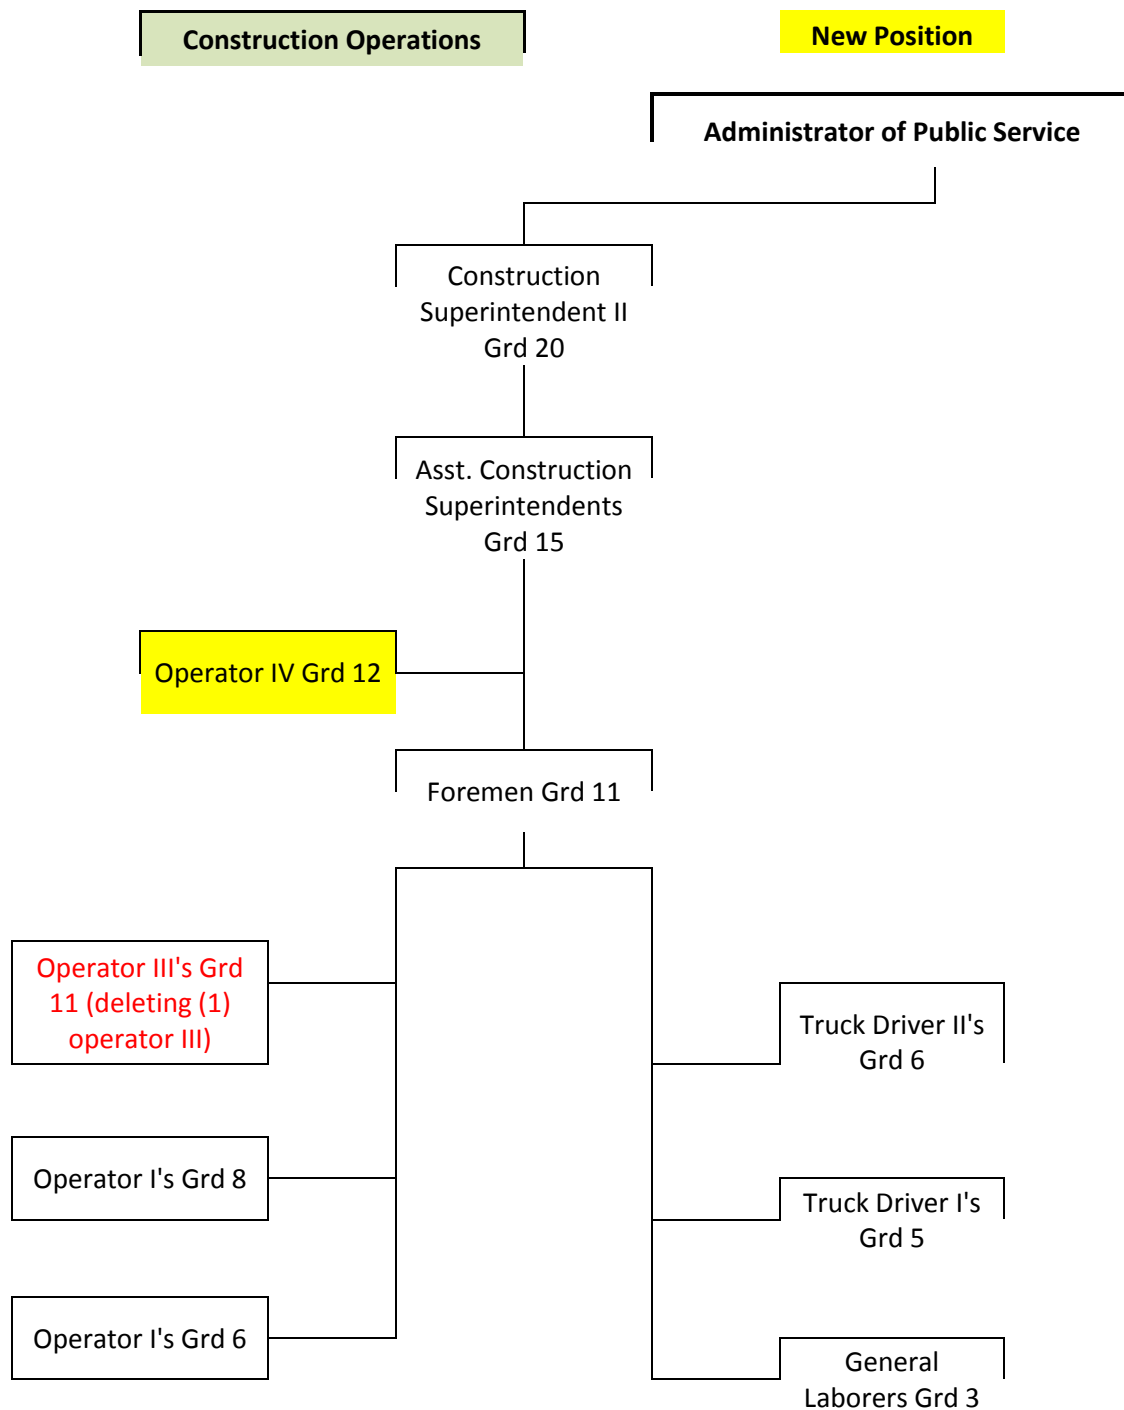 Construction Operations
New Position
Administrator of Public Service
Construction
Superintendent II
Grd 20
Asst. Construction
Superintendents
Grd 15
Operator IV Grd 12
Foremen Grd 11
Operator III's Grd
11 (deleting (1)
operator III)
Truck Driver II's
Grd 6
Operator I's Grd 8
Truck Driver I's
Grd 5
Operator I's Grd 6
General
Laborers Grd 3